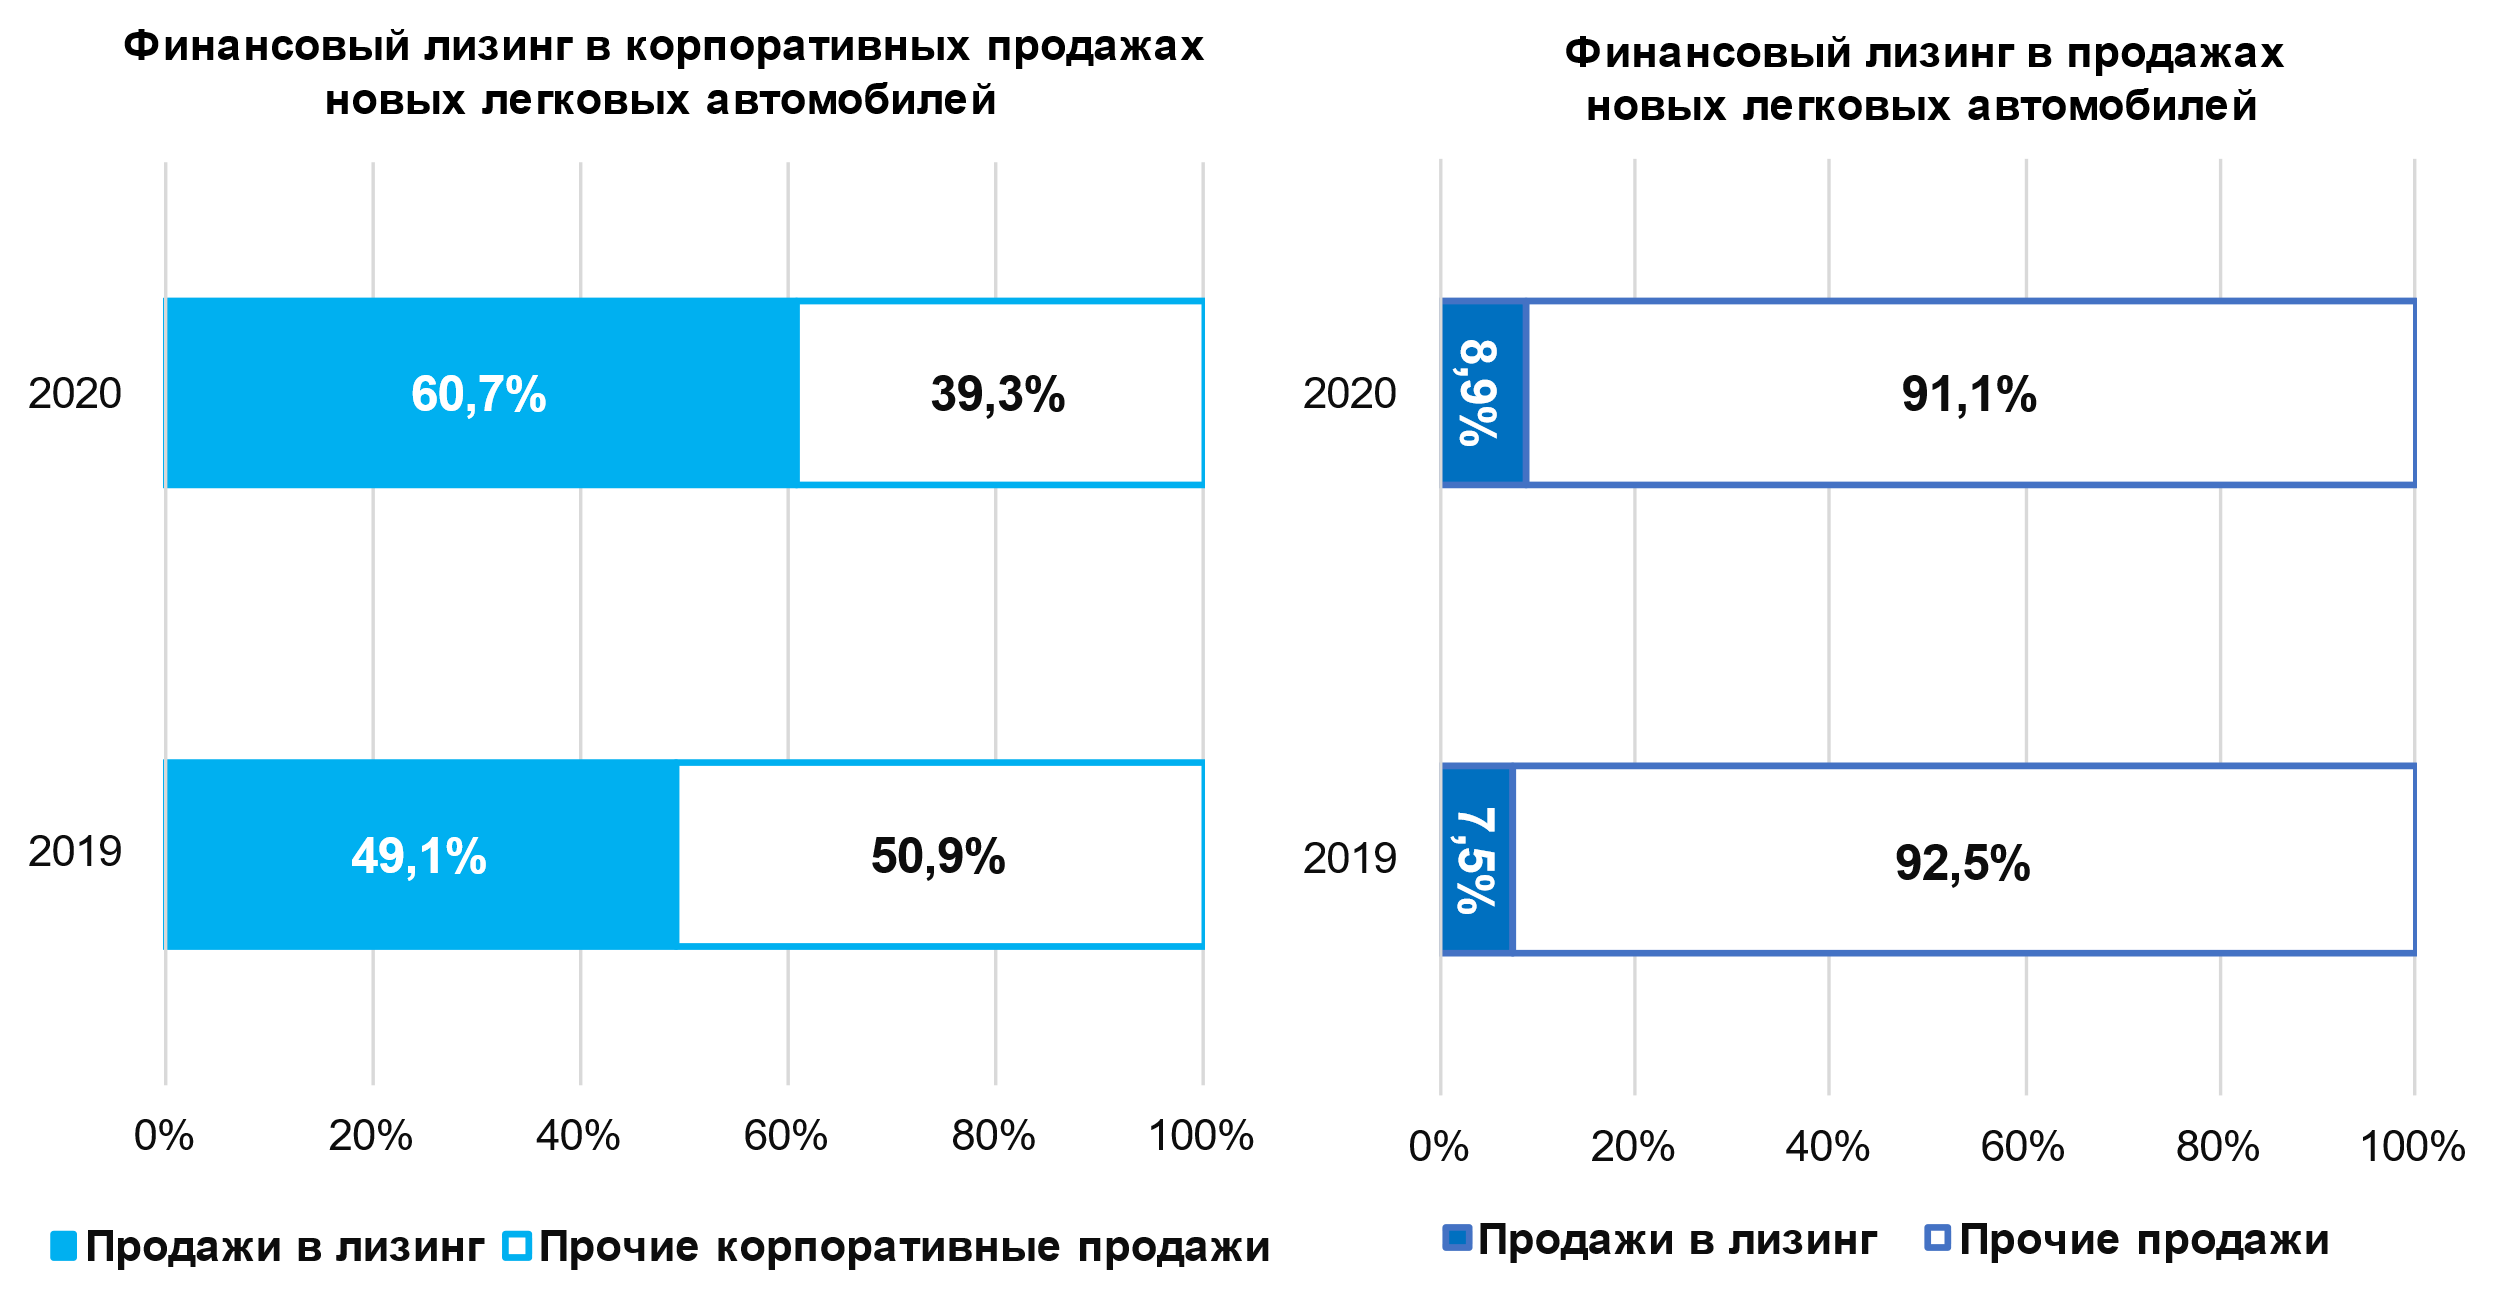 Финансовый лизинг в корпоративных продажах
новых легковых автомобилей
2020
60,7%
39,3%
2019
49,1%
50,9%
0% 20% 40% 60% 80% 100%
Продажи в лизинг Прочие корпоративные продажи
Финансовый лизинг в продажах
новых легковых автомобилей
2020
8,9%
91,1%
2019
7,5%
92,5%
0% 20% 40% 60% 80% 100%
Продажи в лизинг Прочие продажи